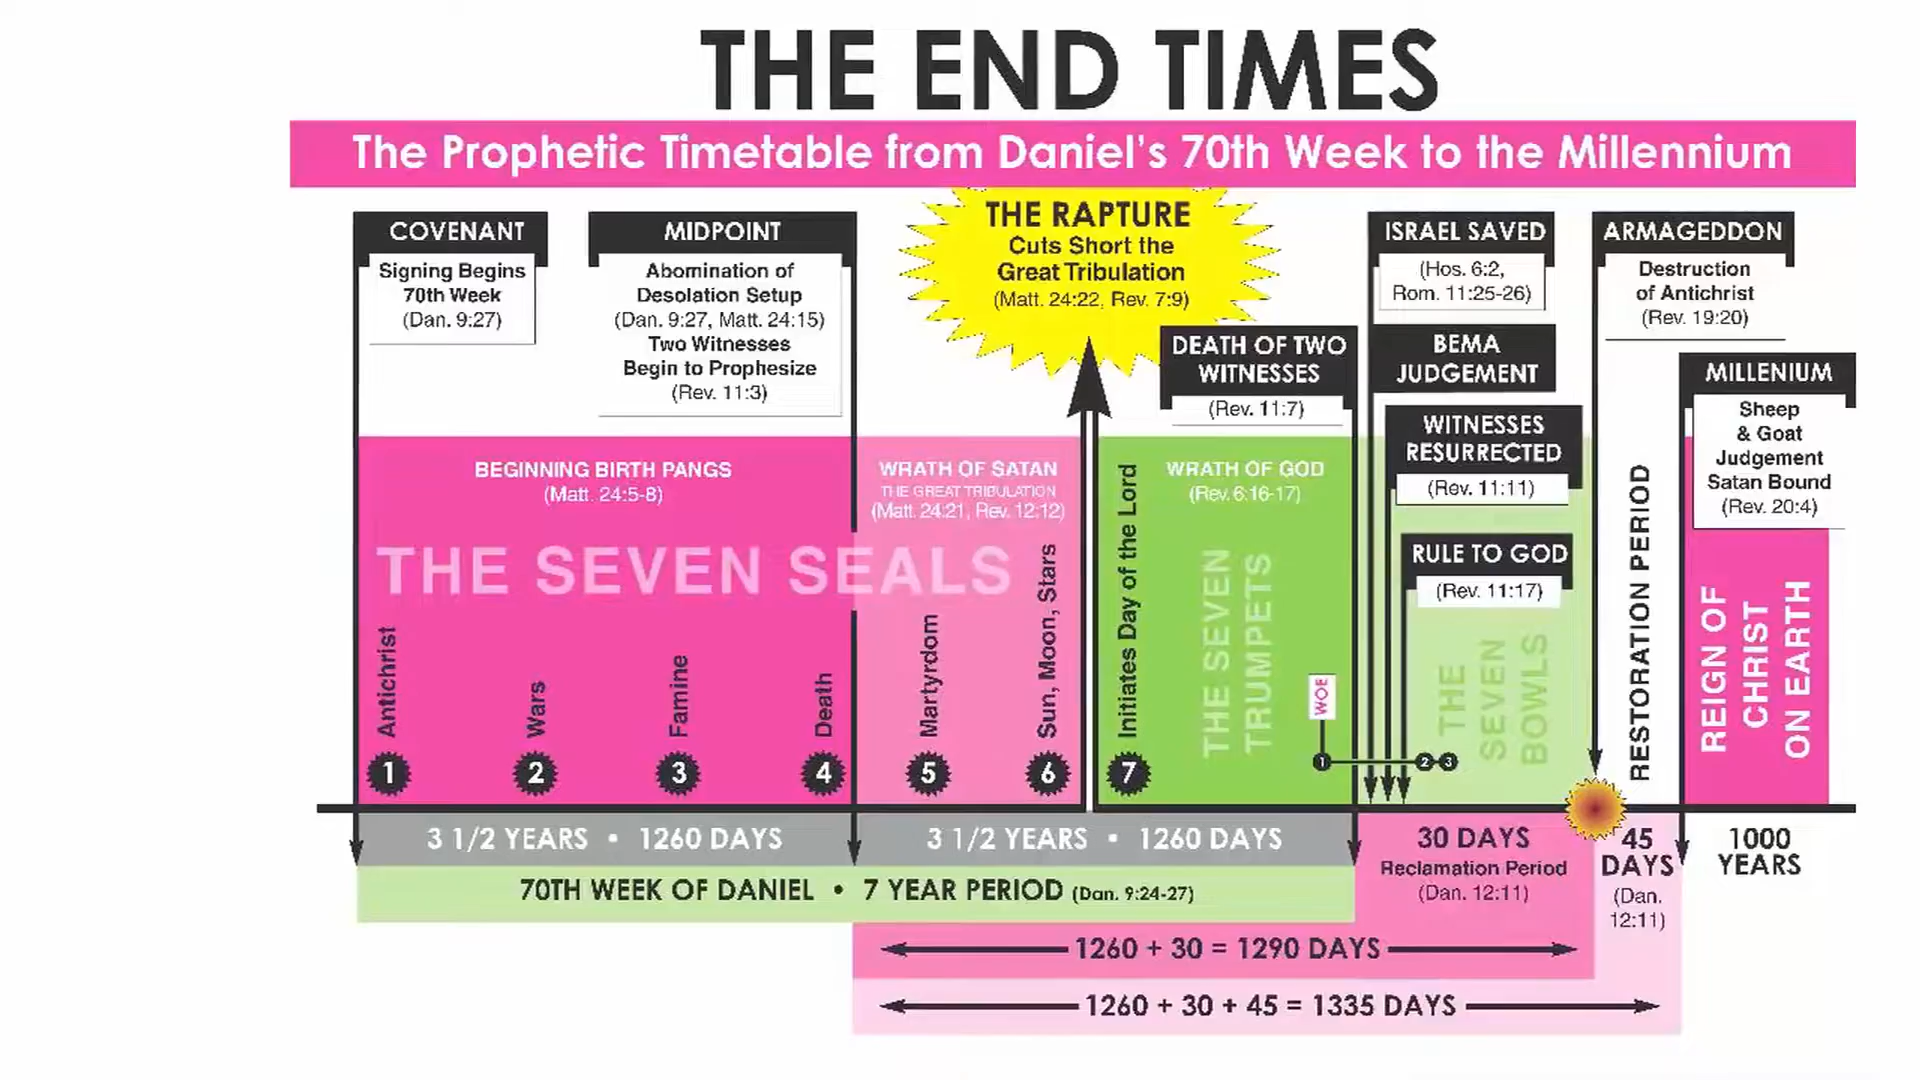 THE END TIMES
The Prophetic Timetable from Daniel's 70th Week to the Millennium
COVENANT
Signing Begins
70th Week
(Dan. 9:27)
MIDPOINT
Abomination of
Desolation Setup
(Dan. 9:27, Matt. 24:15)
Two Witnesses
Begin to Prophesize
(Rev. 11:3)
THE RAPTURE
Cuts Short the
Great Tribulation
(Matt. 24:22, Rev. 7:9)
DEATH OF TWO
WITNESSES
(Rev. 11:7)
ISRAEL SAVED
(Hos. 6:2,
Rom. 11:25-26)
BEMA
JUDGEMENT
WITNESSES
RESURRECTED
(Rev. 11:11)
RULE TO GOD
(Rev. 11:17)
ARMAGEDDON
Destruction
of Antichrist
(Rev. 19:20)
MILLENIUM
Sheep
& Goat
Judgement
Satan Bound
(Rev. 20:4)
BEGINNING BIRTH PANGS
(Matt. 24:5-8)
WRATH OF SATAN
THE GREAT TRIBULATION
(Matt. 24:21, Rev. 12:12)
WRATH OF GOD
(Rev. 6:16-17)
THE SEVEN SEALS
Antichrist
1
Wars
2
Famine
3
Death
4
Martyrdom
5
Sun, Moon, Stars
6
Initiates Day of the Lord
7
THE SEVEN
TRUMPETS
WOE
1
2
3
THE
SEVEN
BOWLS
RESTORATION PERIOD
REIGN OF
CHRIST
ON EARTH
3 1/2 YEARS • 1260 DAYS
3 1/2 YEARS • 1260 DAYS
30 DAYS
Reclamation Period
(Dan. 12:11)
45
DAYS
(Dan.
12:11)
1000
YEARS
70TH WEEK OF DANIEL • 7 YEAR PERIOD (Dan. 9:24-27)
1260 + 30 = 1290 DAYS
1260 + 30 + 45 = 1335 DAYS